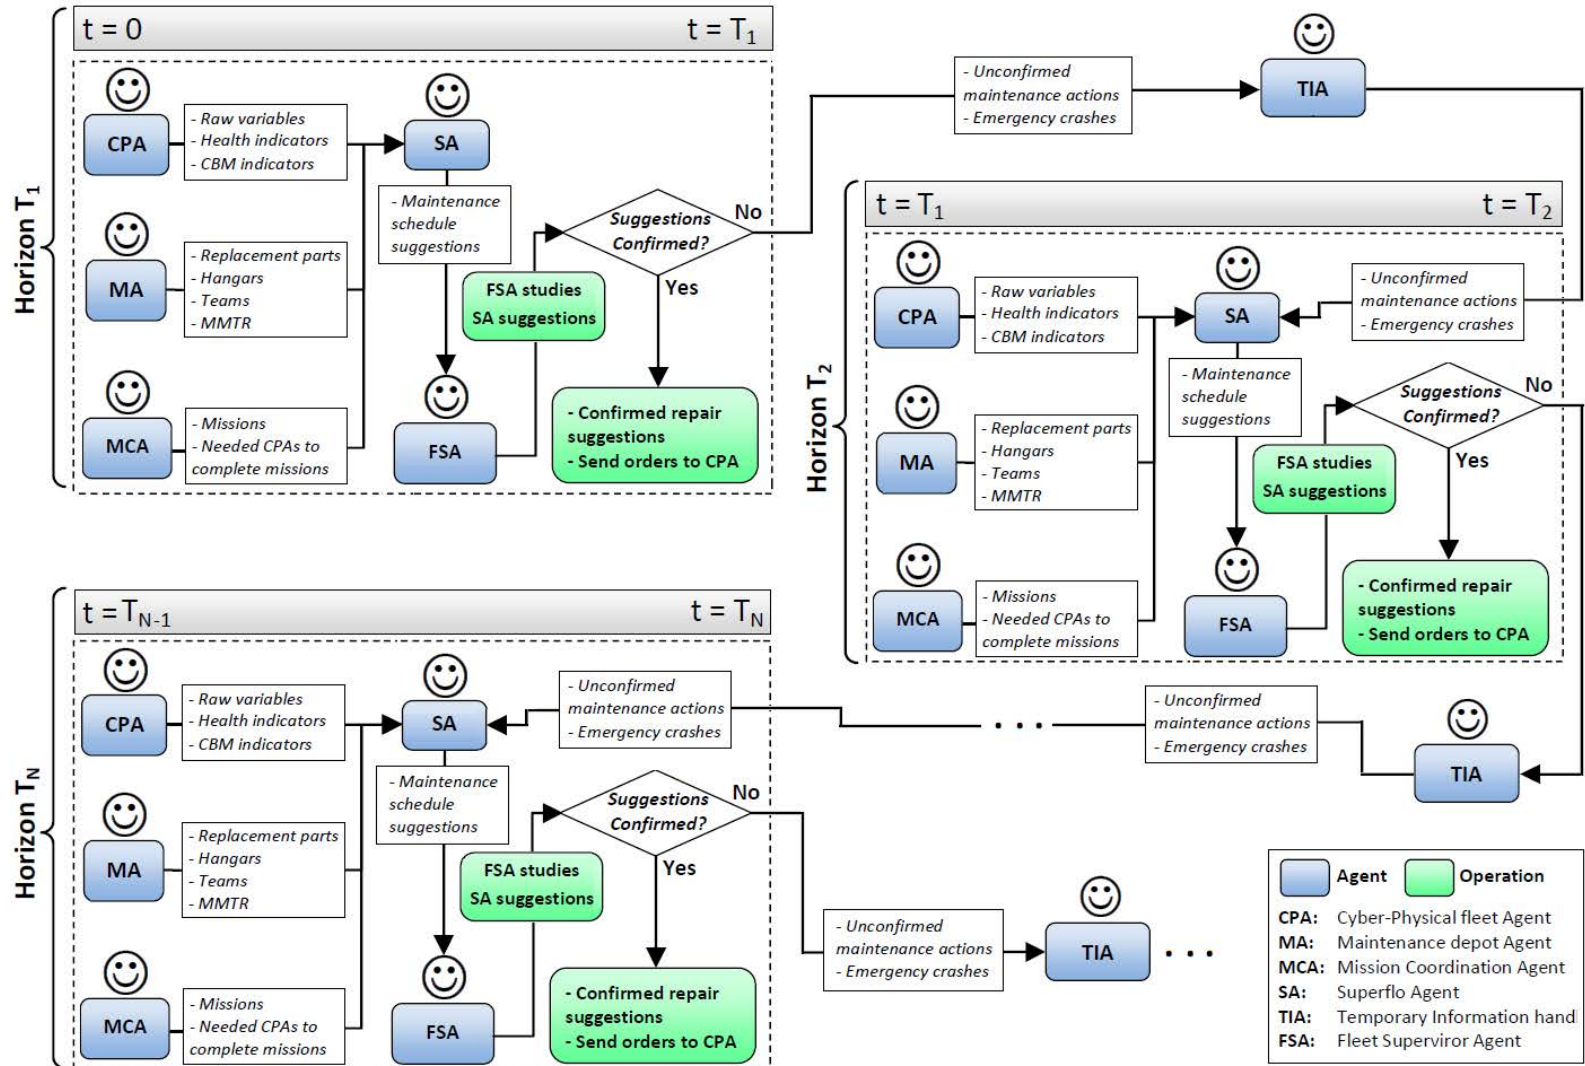 t = 0
t = T1
Horizon T1
CPA
- Raw variables
- Health indicators
- CBM indicators
SA
MA
- Replacement parts
- Hangars
- Teams
- MMTR
MCA
- Missions
- Needed CPAs to
complete missions
- Maintenance
schedule
suggestions
FSA
FSA studies
SA suggestions
Suggestions
Confirmed?
No
Yes
- Confirmed repair
suggestions
- Send orders to CPA
- Unconfirmed
maintenance actions
- Emergency crashes
TIA
t = T1
t = T2
Horizon T2
CPA
- Raw variables
- Health indicators
- CBM indicators
SA
- Unconfirmed
maintenance actions
- Emergency crashes
MA
- Replacement parts
- Hangars
- Teams
- MMTR
MCA
- Missions
- Needed CPAs to
complete missions
- Maintenance
schedule
suggestions
FSA
FSA studies
SA suggestions
Suggestions
Confirmed?
No
Yes
- Confirmed repair
suggestions
- Send orders to CPA
TIA
- Unconfirmed
maintenance actions
- Emergency crashes
. . .
t = TN-1
t = TN
Horizon TN
CPA
- Raw variables
- Health indicators
- CBM indicators
SA
- Unconfirmed
maintenance actions
- Emergency crashes
MA
- Replacement parts
- Hangars
- Teams
- MMTR
MCA
- Missions
- Needed CPAs to
complete missions
- Maintenance
schedule
suggestions
FSA
FSA studies
SA suggestions
Suggestions
Confirmed?
No
Yes
- Confirmed repair
suggestions
- Send orders to CPA
- Unconfirmed
maintenance actions
- Emergency crashes
TIA
. . .
Agent
Operation
CPA: Cyber-Physical fleet Agent
MA: Maintenance depot Agent
MCA: Mission Coordination Agent
SA: Superflo Agent
TIA: Temporary Information hand
FSA: Fleet Superviror Agent